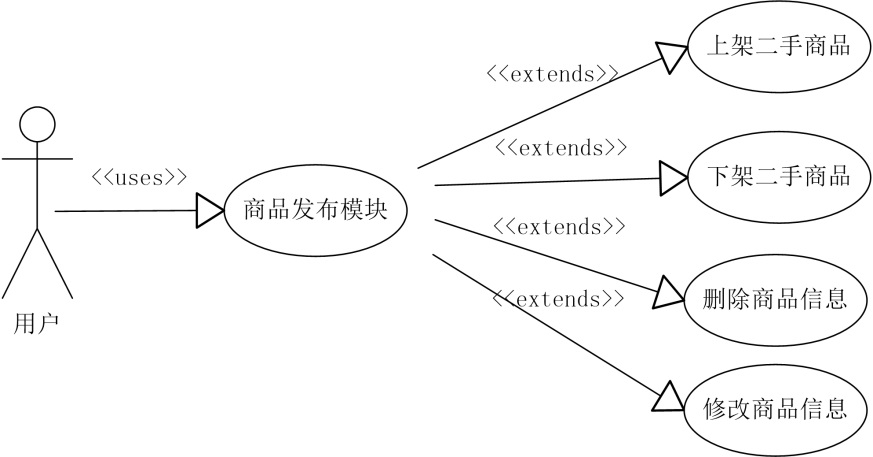 <<extends>>
上架二手商品
<<extends>>
下架二手商品
<<uses>>
商品发布模块
<<extends>>
删除商品信息
<<extends>>
用户
修改商品信息